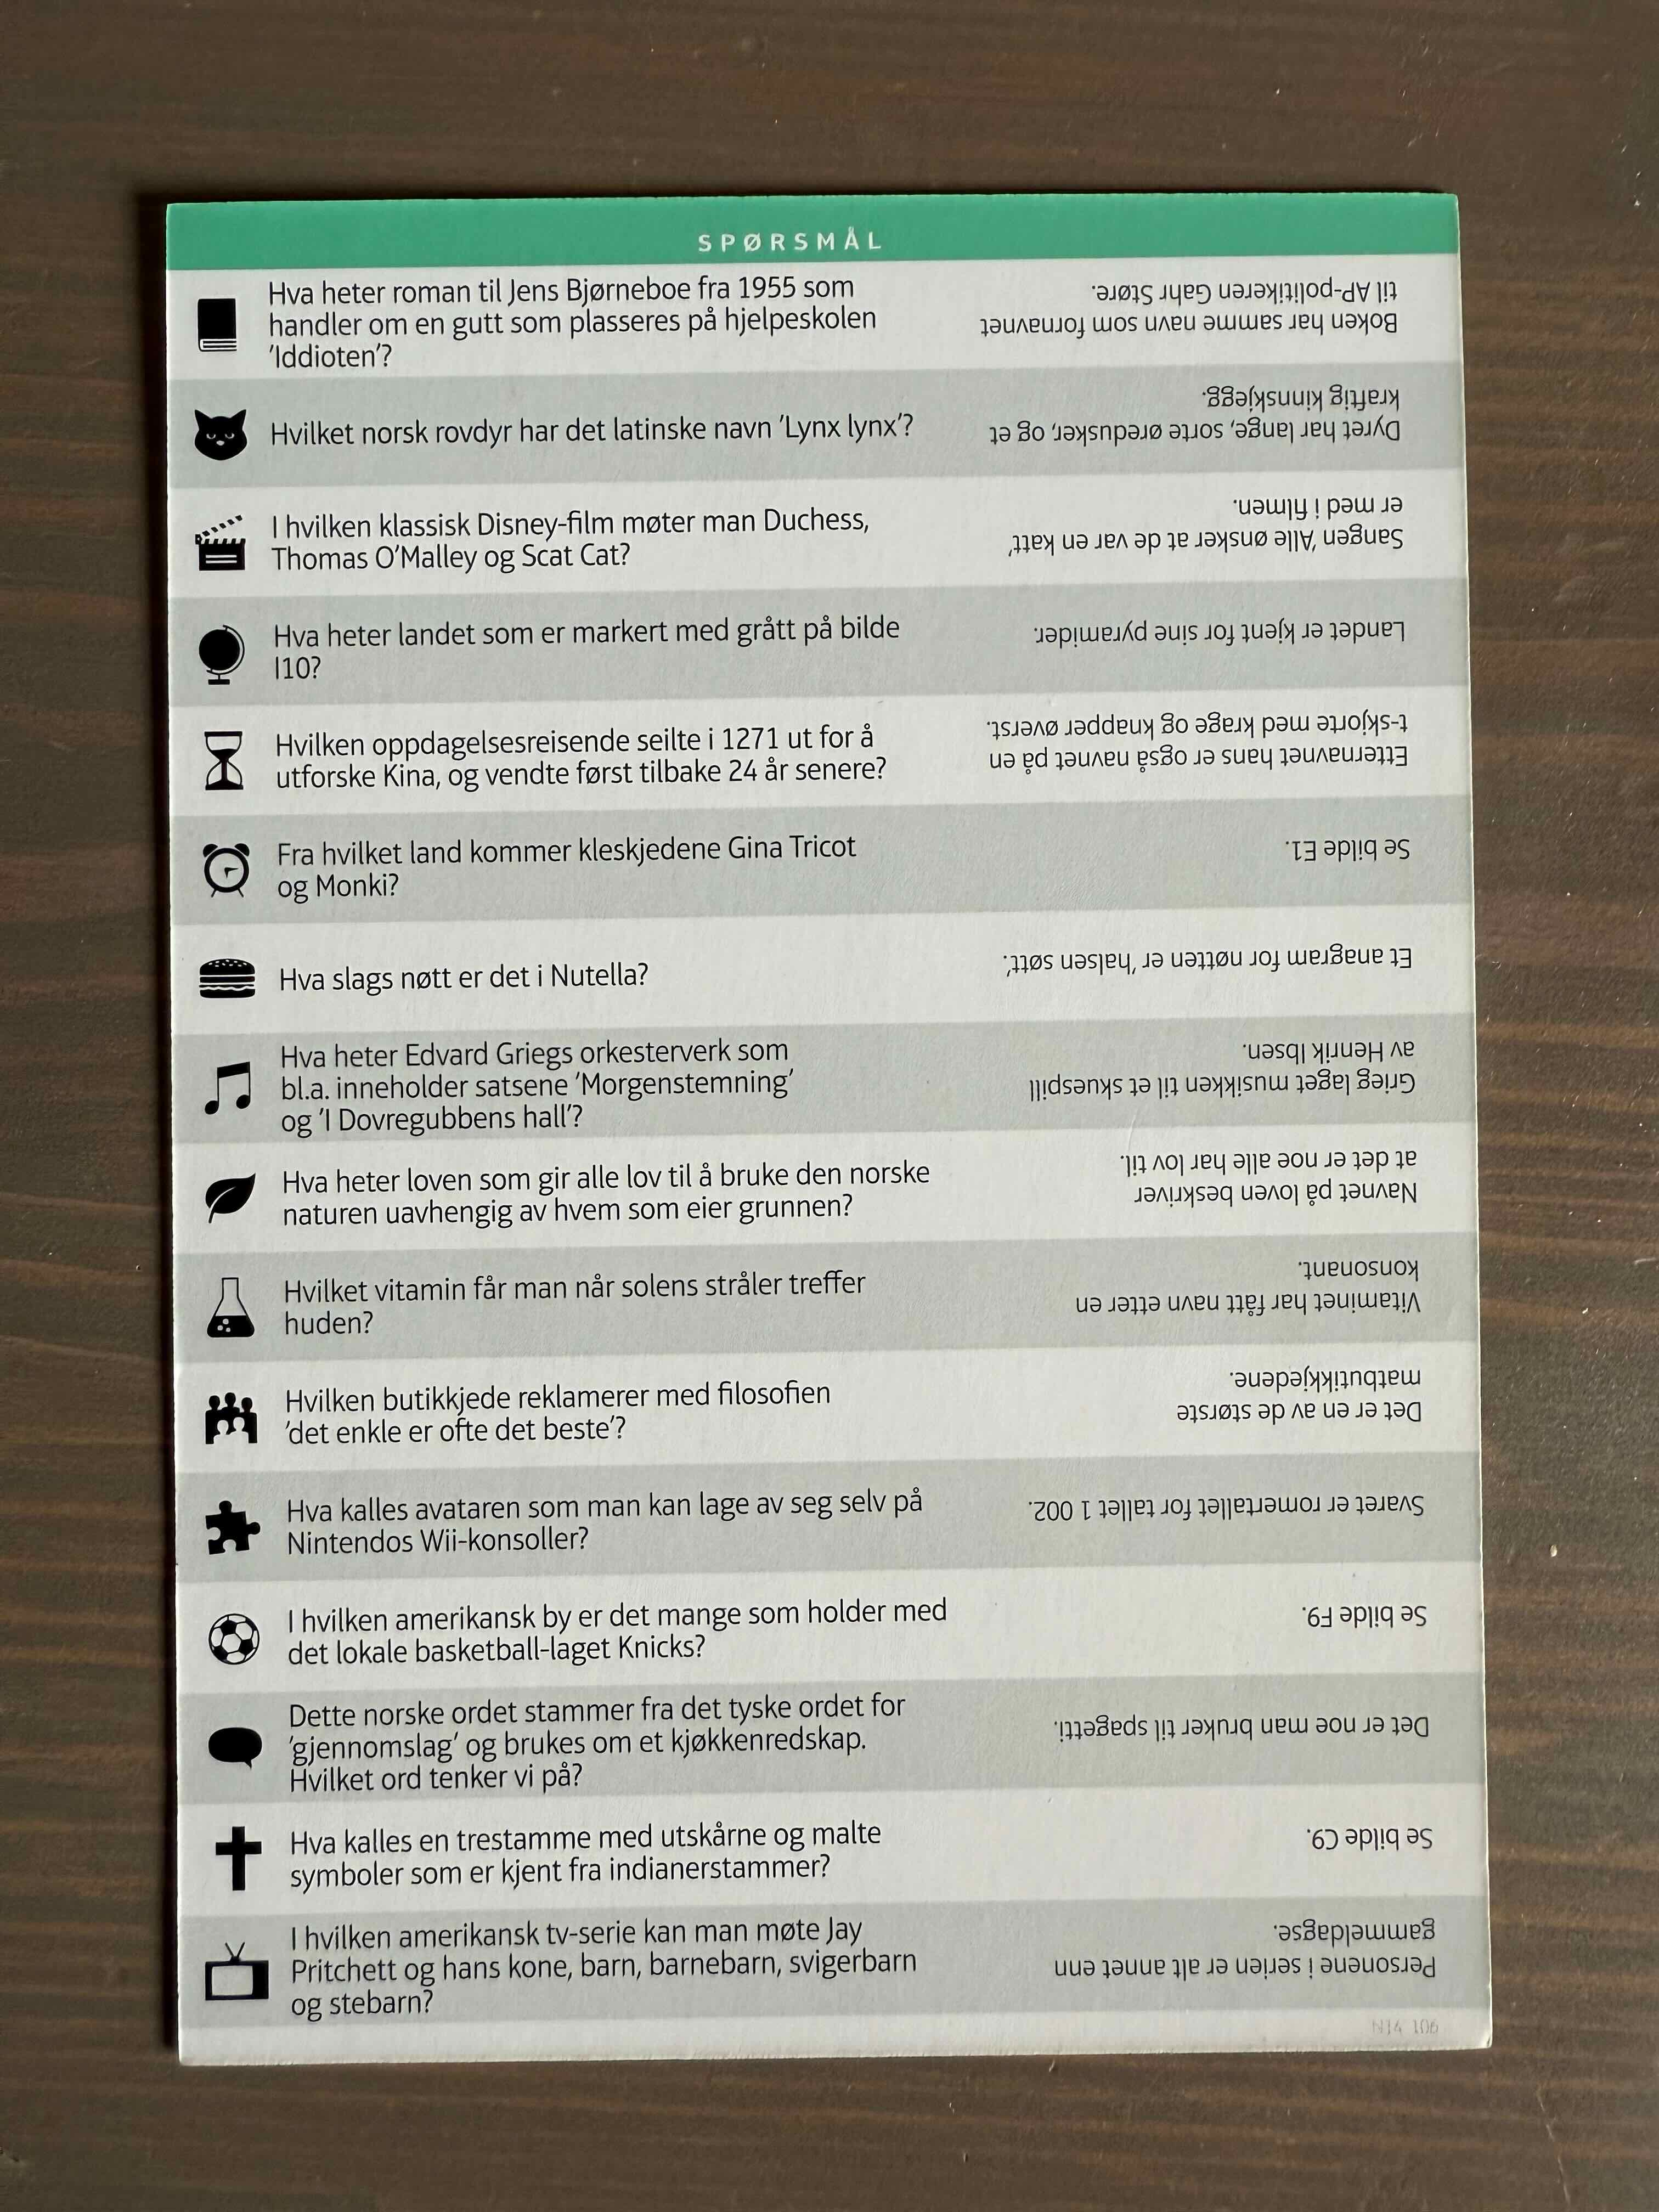 SPØRSMÅL
Hva heter roman til Jens Bjørneboe fra 1955 som
handler om en gutt som plasseres på hjelpeskolen
'Iddioten'?
Boken har samme navn som fornavnet
til AP-politikeren Gahr Støre.
Hvilket norsk rovdyr har det latinske navn 'Lynx lynx'?
Dyret har lange, sorte øredusker, og et
kraftig kinnskjegg.
I hvilken klassisk Disney-film møter man Duchess,
Thomas O'Malley og Scat Cat?
Sangen 'Alle ønsker at de var en katt',
er med i filmen.
Hva heter landet som er markert med grått på bilde
I10?
Landet er kjent for sine pyramider.
Hvilken oppdagelsesreisende seilte i 1271 ut for å
utforske Kina, og vendte først tilbake 24 år senere?
Etternavnet hans er også navnet på en
t-skjorte med krage og knapper øverst.
Fra hvilket land kommer kleskjedene Gina Tricot
og Monki?
Se bilde E1.
Hva slags nøtt er det i Nutella?
Et anagram for nøtten er 'halsen søtt'.
Hva heter Edvard Griegs orkesterverk som
bl.a. inneholder satsene 'Morgenstemning'
og 'I Dovregubbens hall'?
Grieg laget musikken til et skuespill
av Henrik Ibsen.
Hva heter loven som gir alle lov til å bruke den norske
naturen uavhengig av hvem som eier grunnen?
Navnet på loven beskriver
at det er noe alle har lov til.
Hvilket vitamin får man når solens stråler treffer
huden?
Vitaminet har fått navn etter en
konsonant.
Hvilken butikkjede reklamerer med filosofien
'det enkle er ofte det beste'?
Det er en av de største
matbutikkjedene.
Hva kalles avataren som man kan lage av seg selv på
Nintendos Wii-konsoller?
Svaret er romertallet for tallet 1 002.
I hvilken amerikansk by er det mange som holder med
det lokale basketball-laget Knicks?
Se bilde F9.
Dette norske ordet stammer fra det tyske ordet for
'gjennomslag' og brukes om et kjøkkenredskap.
Hvilket ord tenker vi på?
Det er noe man bruker til spagetti.
Hva kalles en trestamme med utskårne og malte
symboler som er kjent fra indianerstammer?
Se bilde C9.
I hvilken amerikansk tv-serie kan man møte Jay
Pritchett og hans kone, barn, barnebarn, svigerbarn
og stebarn?
Personene i serien er alt annet enn
gammeldagse.
N14 106